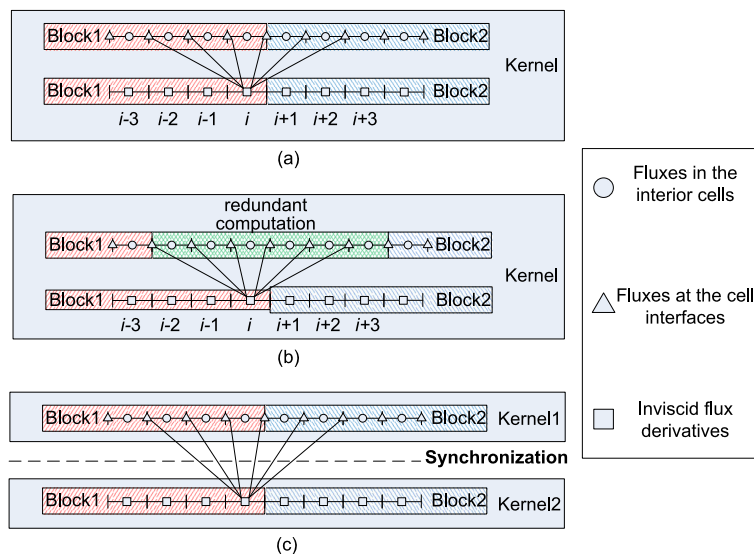 Block1 Block2
Kernel
Block1 Block2
i-3 i-2 i-1 i i+1 i+2 i+3
(a)
redundant
computation
Block1 Block2
Kernel
Block1 Block2
i-3 i-2 i-1 i i+1 i+2 i+3
(b)
Block1 Block2 Kernel1
Synchronization
Block1 Block2 Kernel2
(c)
Fluxes in the
interior cells
Fluxes at the cell
interfaces
Inviscid flux
derivatives